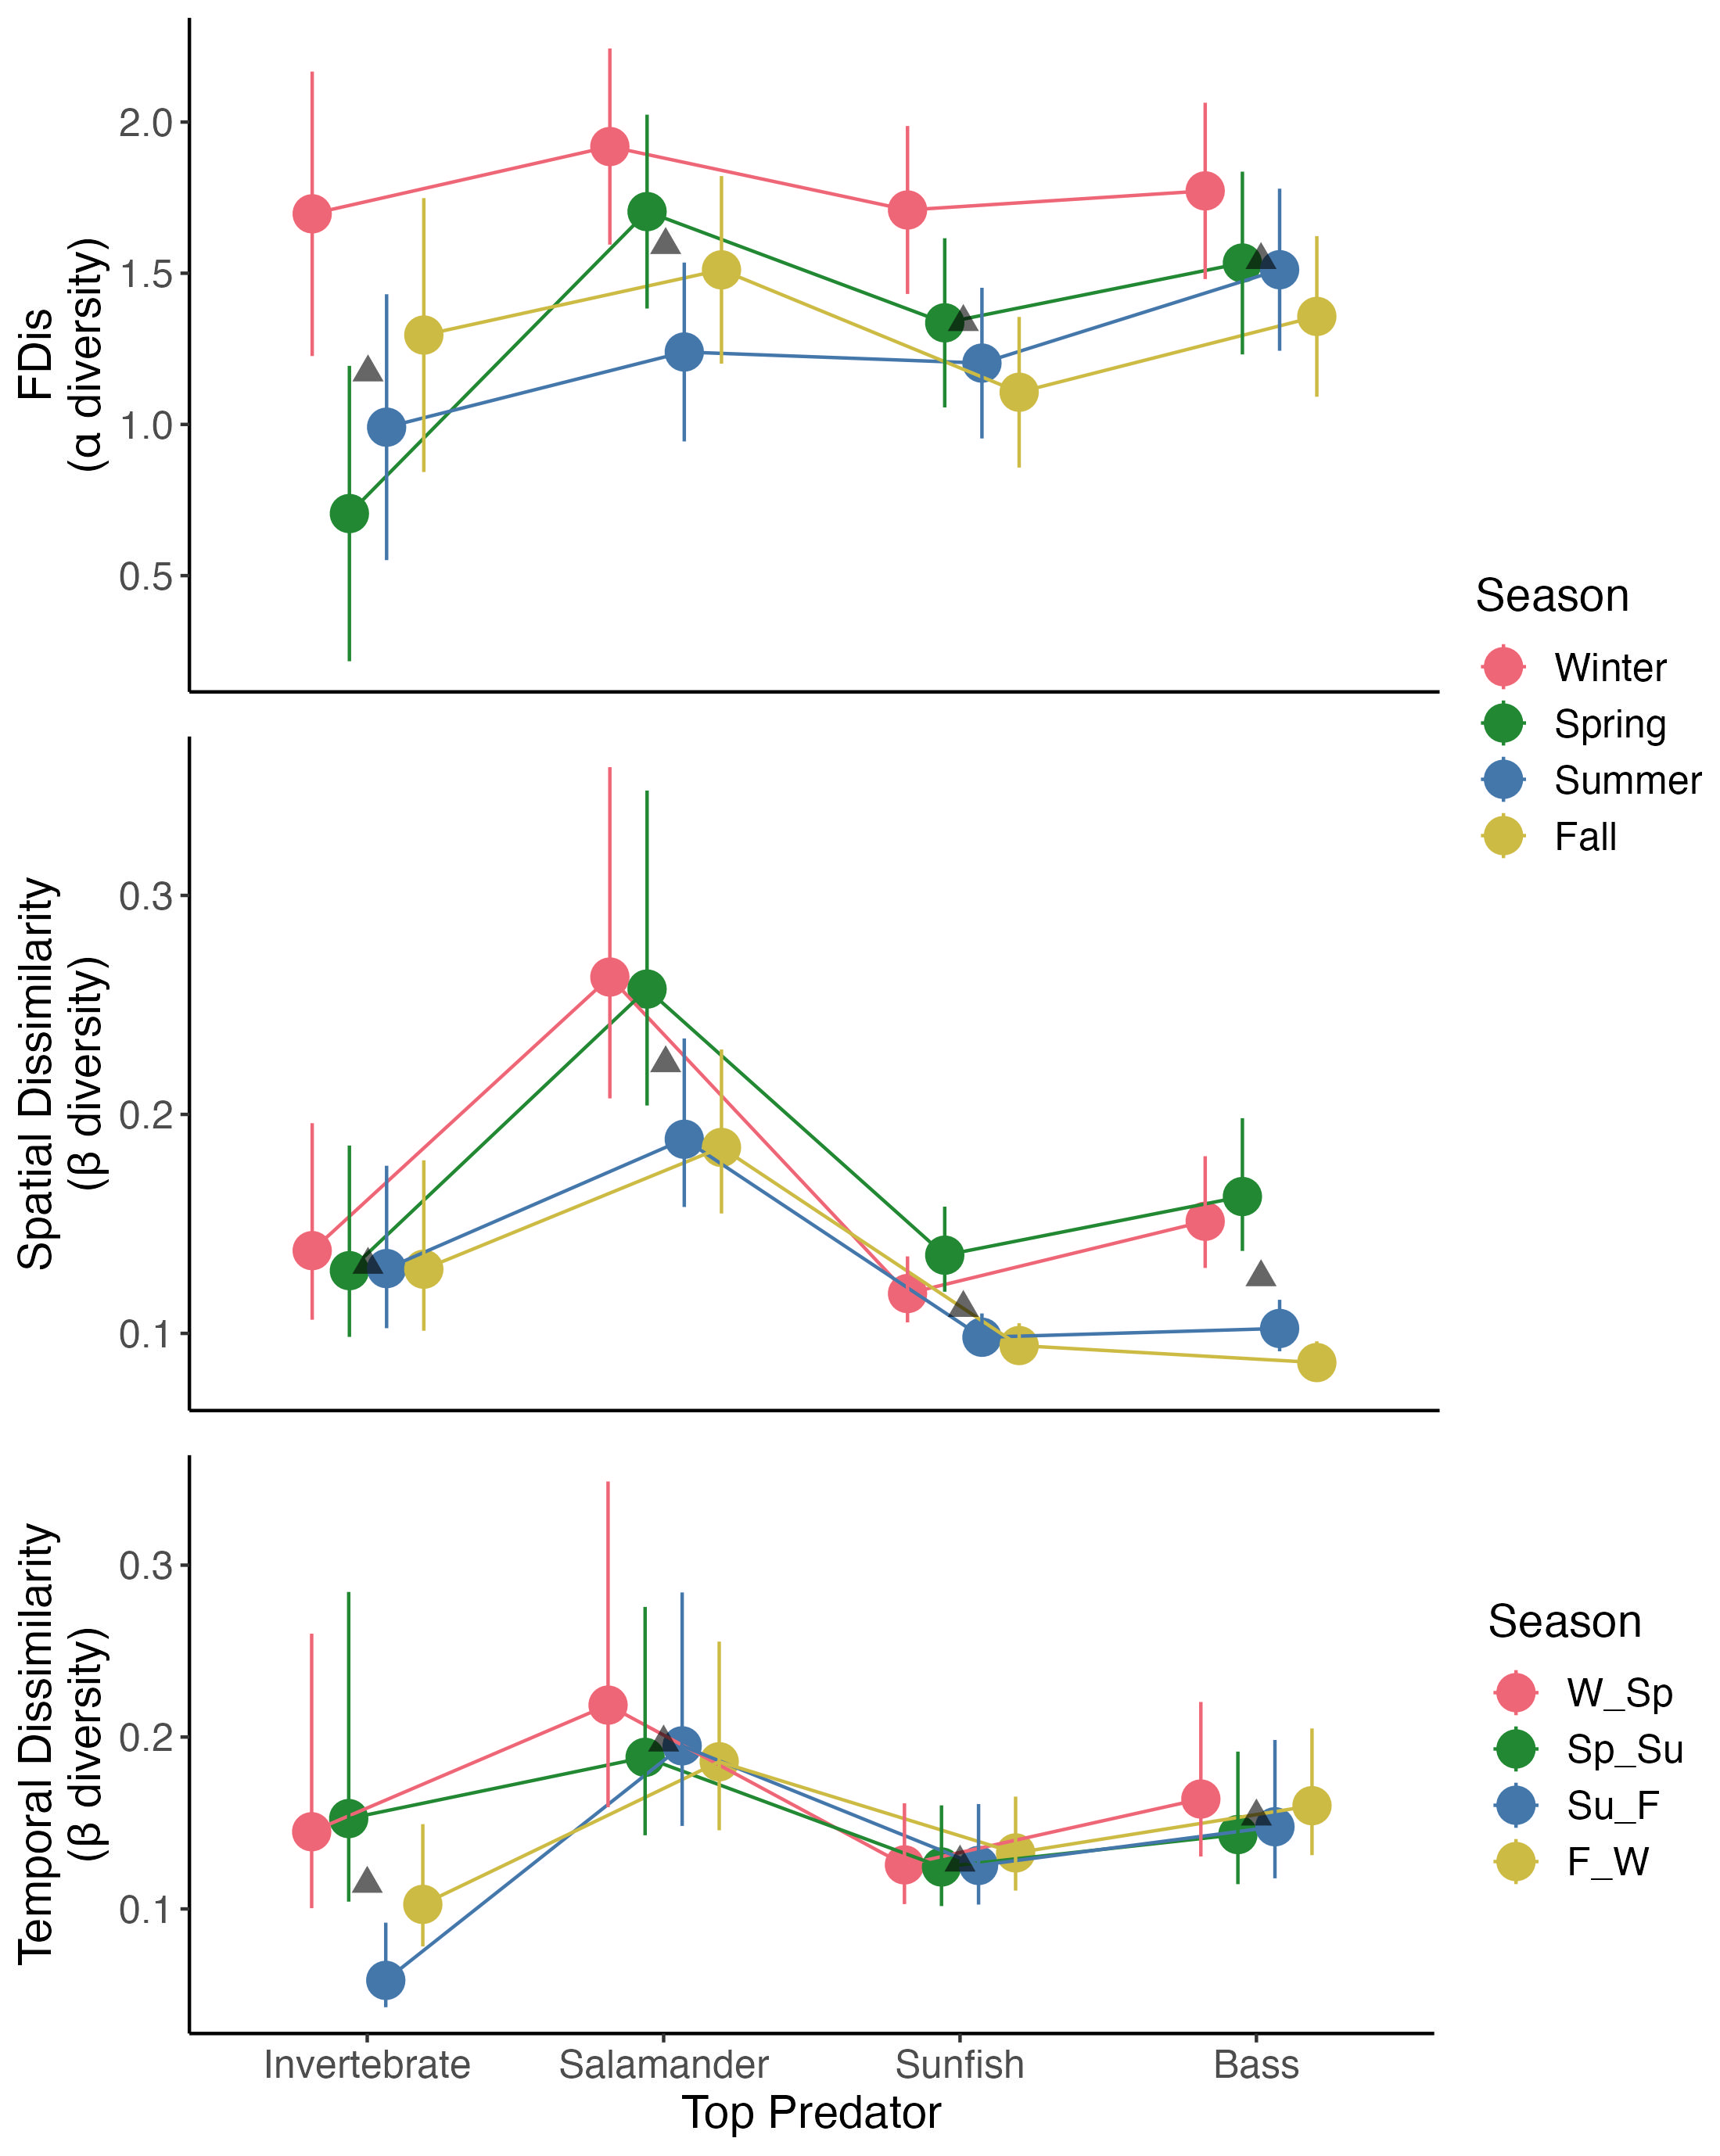 FDis
(α diversity)
2.0
1.5
1.0
0.5
Season
Winter
Spring
Summer
Fall
Spatial Dissimilarity
(β diversity)
0.3
0.2
0.1
Temporal Dissimilarity
(β diversity)
0.3
0.2
0.1
Season
W_Sp
Sp_Su
Su_F
F_W
Invertebrate Salamander Sunfish Bass
Top Predator